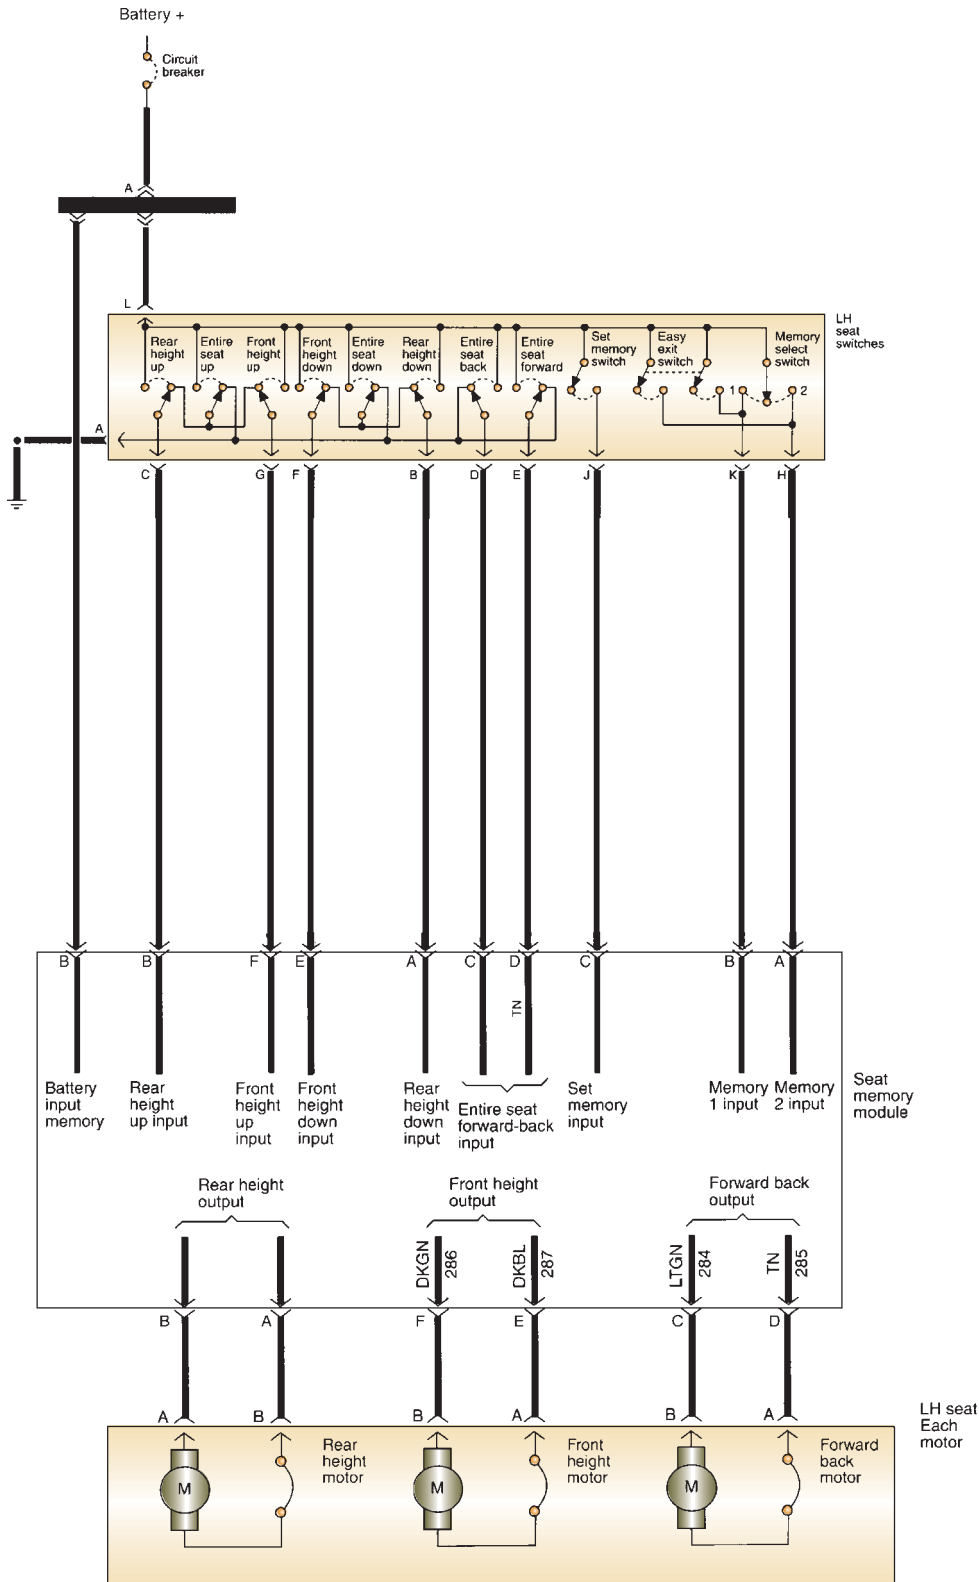 Battery +
Circuit
breaker
A
L
LH
seat
switches
Rear
height
up
Entire
seat
up
Front
height
up
Front
height
down
Entire
seat
down
Rear
height
down
Entire
seat
back
Entire
seat
forward
Set
memory
switch
Easy
exit
switch
Memory
select
switch
1
2
A
C
G
F
B
D
E
J
K
H
B
B
F
E
A
C
D
C
B
A
TN
Battery
input
memory
Rear
height
up input
Front
height
up
input
Front
height
down
input
Rear
height
down
input
Entire seat
forward-back
input
Set
memory
input
Memory
1 input
Memory
2 input
Seat
memory
module
Rear height
output
Front height
output
Forward back
output
DKGN
286
DKBL
287
LTGN
284
TN
285
B
A
F
E
C
D
A
B
B
A
B
A
LH seat
Each
motor
M
Rear
height
motor
M
Front
height
motor
M
Forward
back
motor